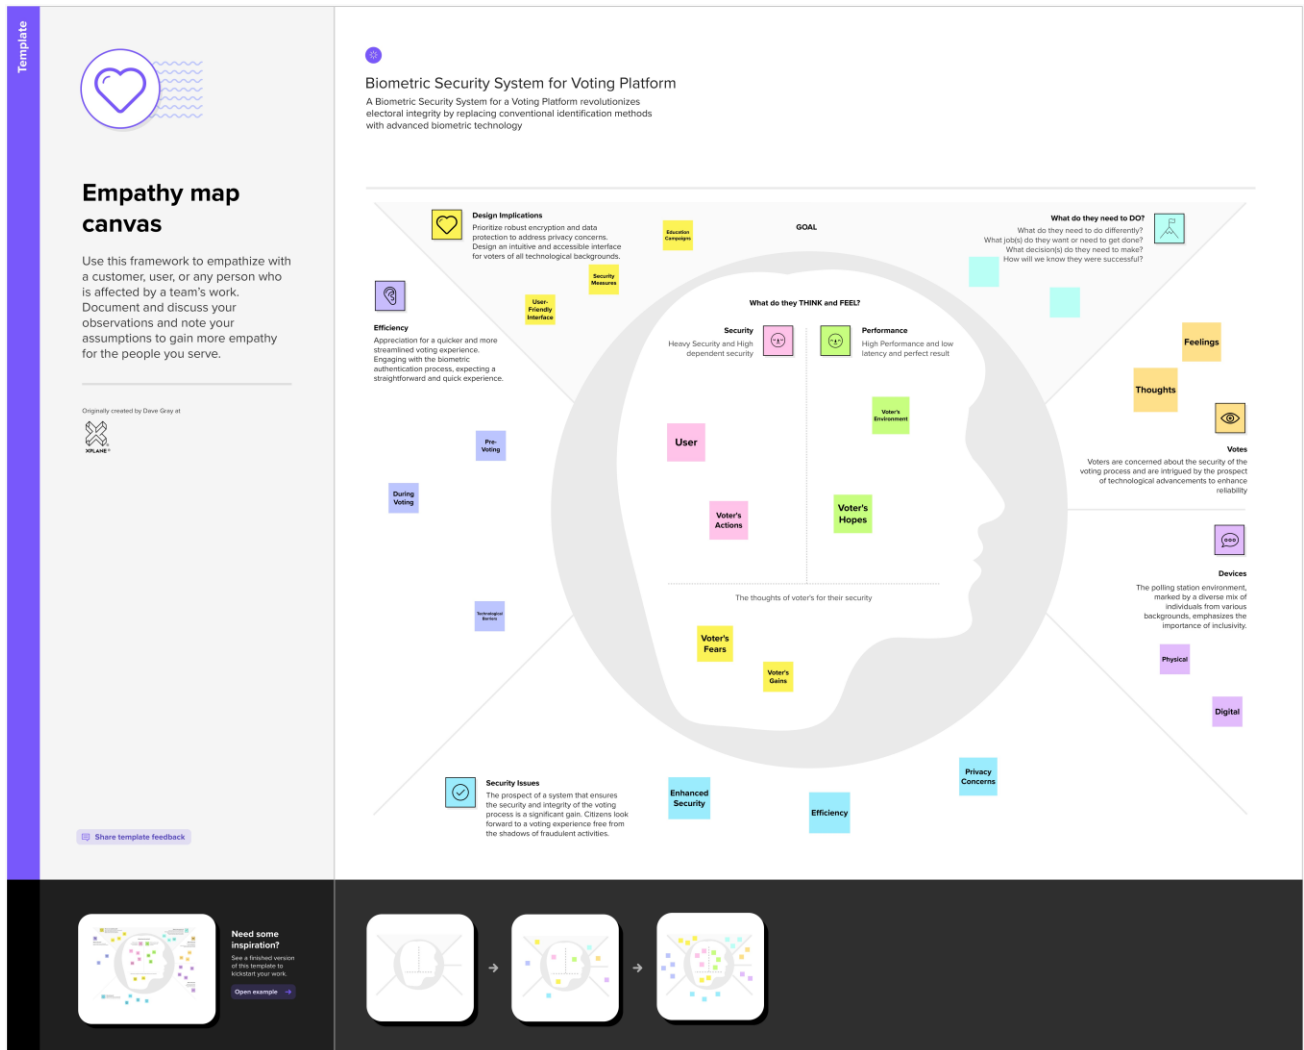 Template
Empathy map
canvas
Use this framework to empathize with
a customer, user, or any person who
is affected by a team's work.
Document and discuss your
observations and note your
assumptions to gain more empathy
for the people you serve.
Originally created by Dave Gray at
XPLANE
Share template feedback
Biometric Security System for Voting Platform
A Biometric Security System for a Voting Platform revolutionizes
electoral integrity by replacing conventional identification methods
with advanced biometric technology
Design Implications
Prioritize robust encryption and data
protection to address privacy concerns.
Design an intuitive and accessible interface
for voters of all technological backgrounds.
Education
Campaigns
Security
Measures
User-
Friendly
Interface
GOAL
What do they need to DO?
What do they need to do differently?
What job(s) do they want or need to get done?
What decision(s) do they need to make?
How will we know they were successful?
Efficiency
Appreciation for a quicker and more
streamlined voting experience.
Engaging with the biometric
authentication process, expecting a
straightforward and quick experience.
Pre-
Voting
During
Voting
Technological
Barriers
What do they THINK and FEEL?
Security
Heavy Security and High
dependent security
Performance
High Performance and low
latency and perfect result
User
Voter's
Actions
Voter's
Environment
Voter's
Hopes
The thoughts of voter's for their security
Voter's
Fears
Voter's
Gains
Feelings
Thoughts
Votes
Voters are concerned about the security of the
voting process and are intrigued by the prospect
of technological advancements to enhance
reliability
Devices
The polling station environment,
marked by a diverse mix of
individuals from various
backgrounds, emphasizes the
importance of inclusivity.
Physical
Digital
Security Issues
The prospect of a system that ensures
the security and integrity of the voting
process is a significant gain. Citizens look
forward to a voting experience free from
the shadows of fraudulent activities.
Enhanced
Security
Efficiency
Privacy
Concerns
Need some
inspiration?
See a finished version
of this template to
kickstart your work.
Open example